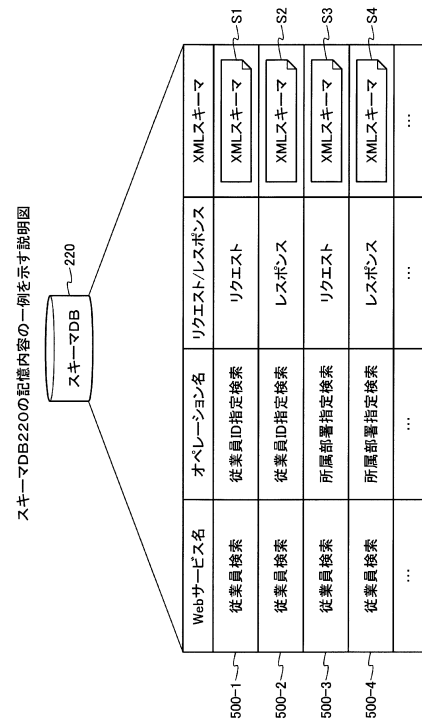 スキーマDB220の記憶内容の一例を示す説明図
スキーマDB
220
Webサービス名 オペレーション名 リクエスト/レスポンス XMLスキーマ
500-1 従業員検索 従業員ID指定検索 リクエスト XMLスキーマ S1
500-2 従業員検索 従業員ID指定検索 レスポンス XMLスキーマ S2
500-3 従業員検索 所属部署指定検索 リクエスト XMLスキーマ S3
500-4 従業員検索 所属部署指定検索 レスポンス XMLスキーマ S4
… … … …